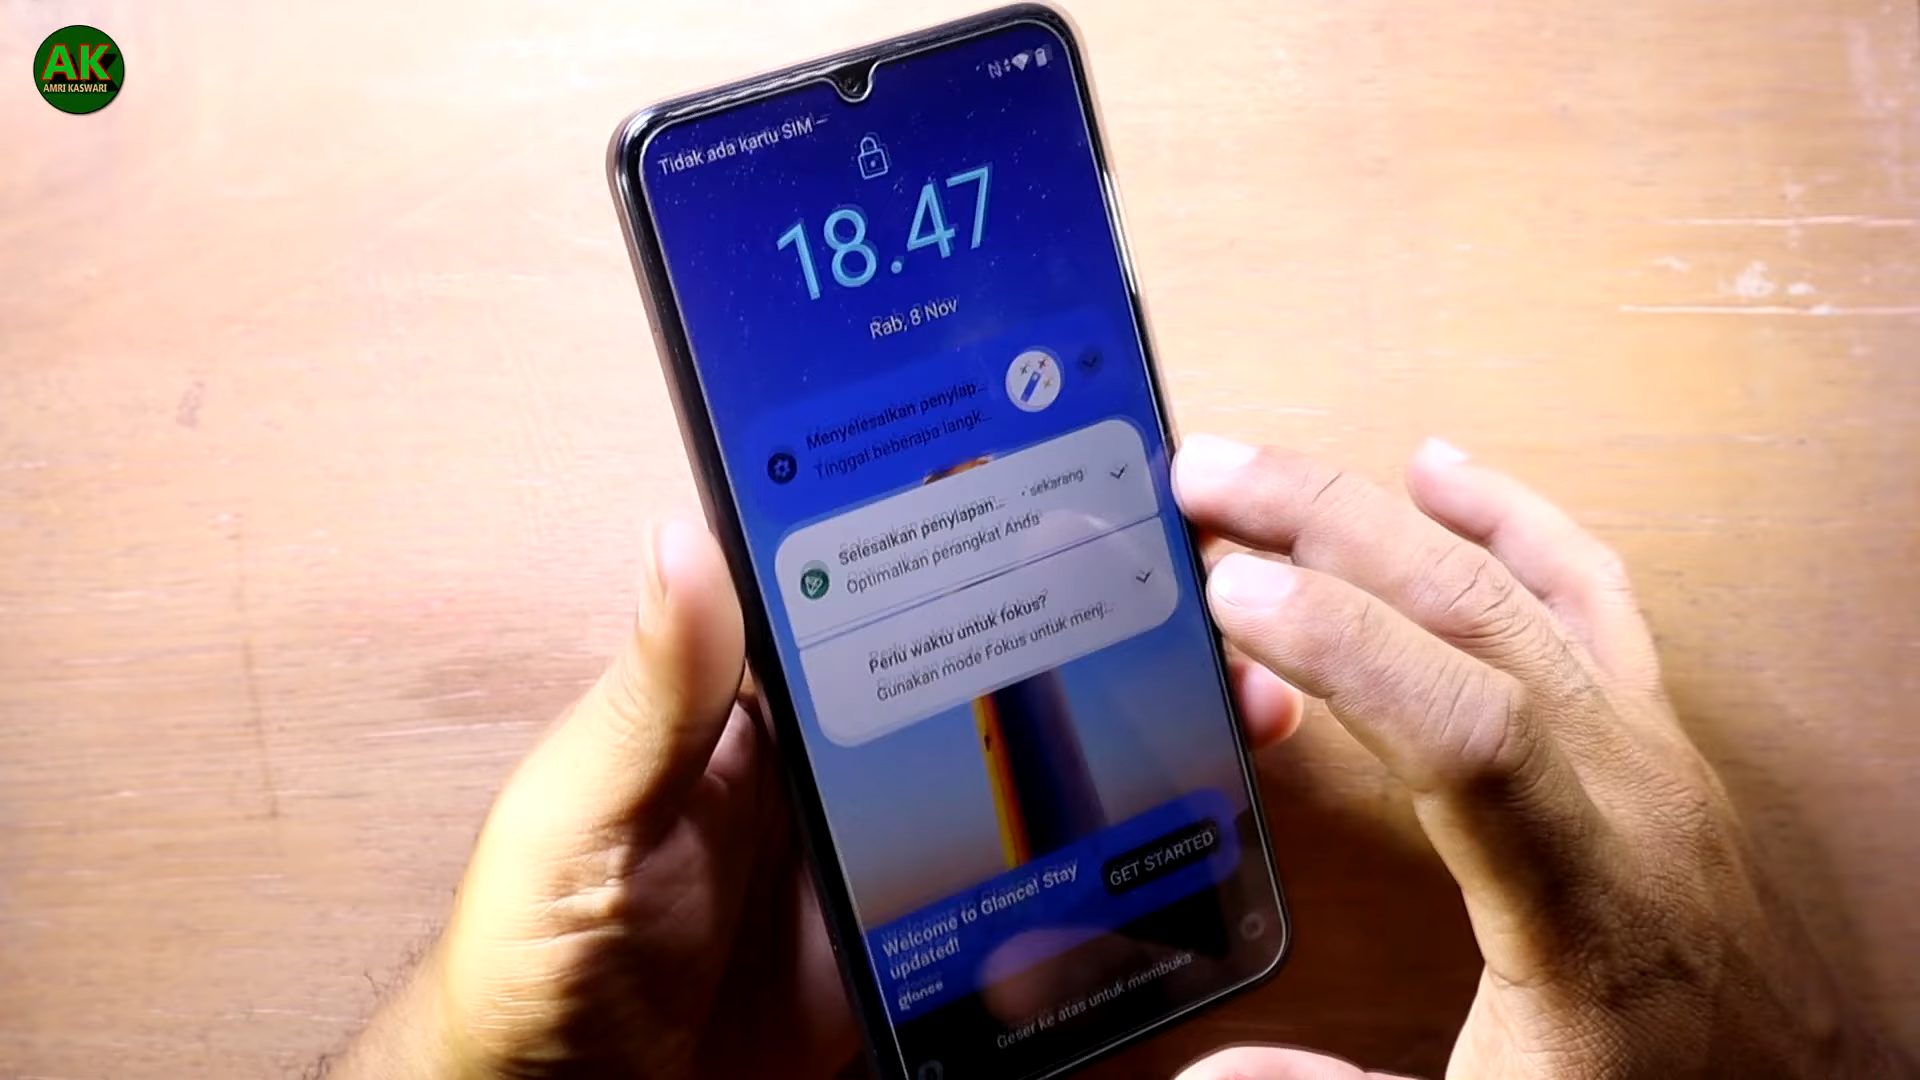 AK
AMRI KASWARI
Tidak ada kartu SIM —
18.47
Rab, 8 Nov
Menyelesaikan penyiap...
Tinggal beberapa langk...
Selesaikan penyiapan... • sekarang
Optimalkan perangkat Anda
Perlu waktu untuk fokus?
Gunakan mode Fokus untuk menj...
Welcome to Glance! Stay
updated!
GET STARTED
glance
Geser ke atas untuk membuka